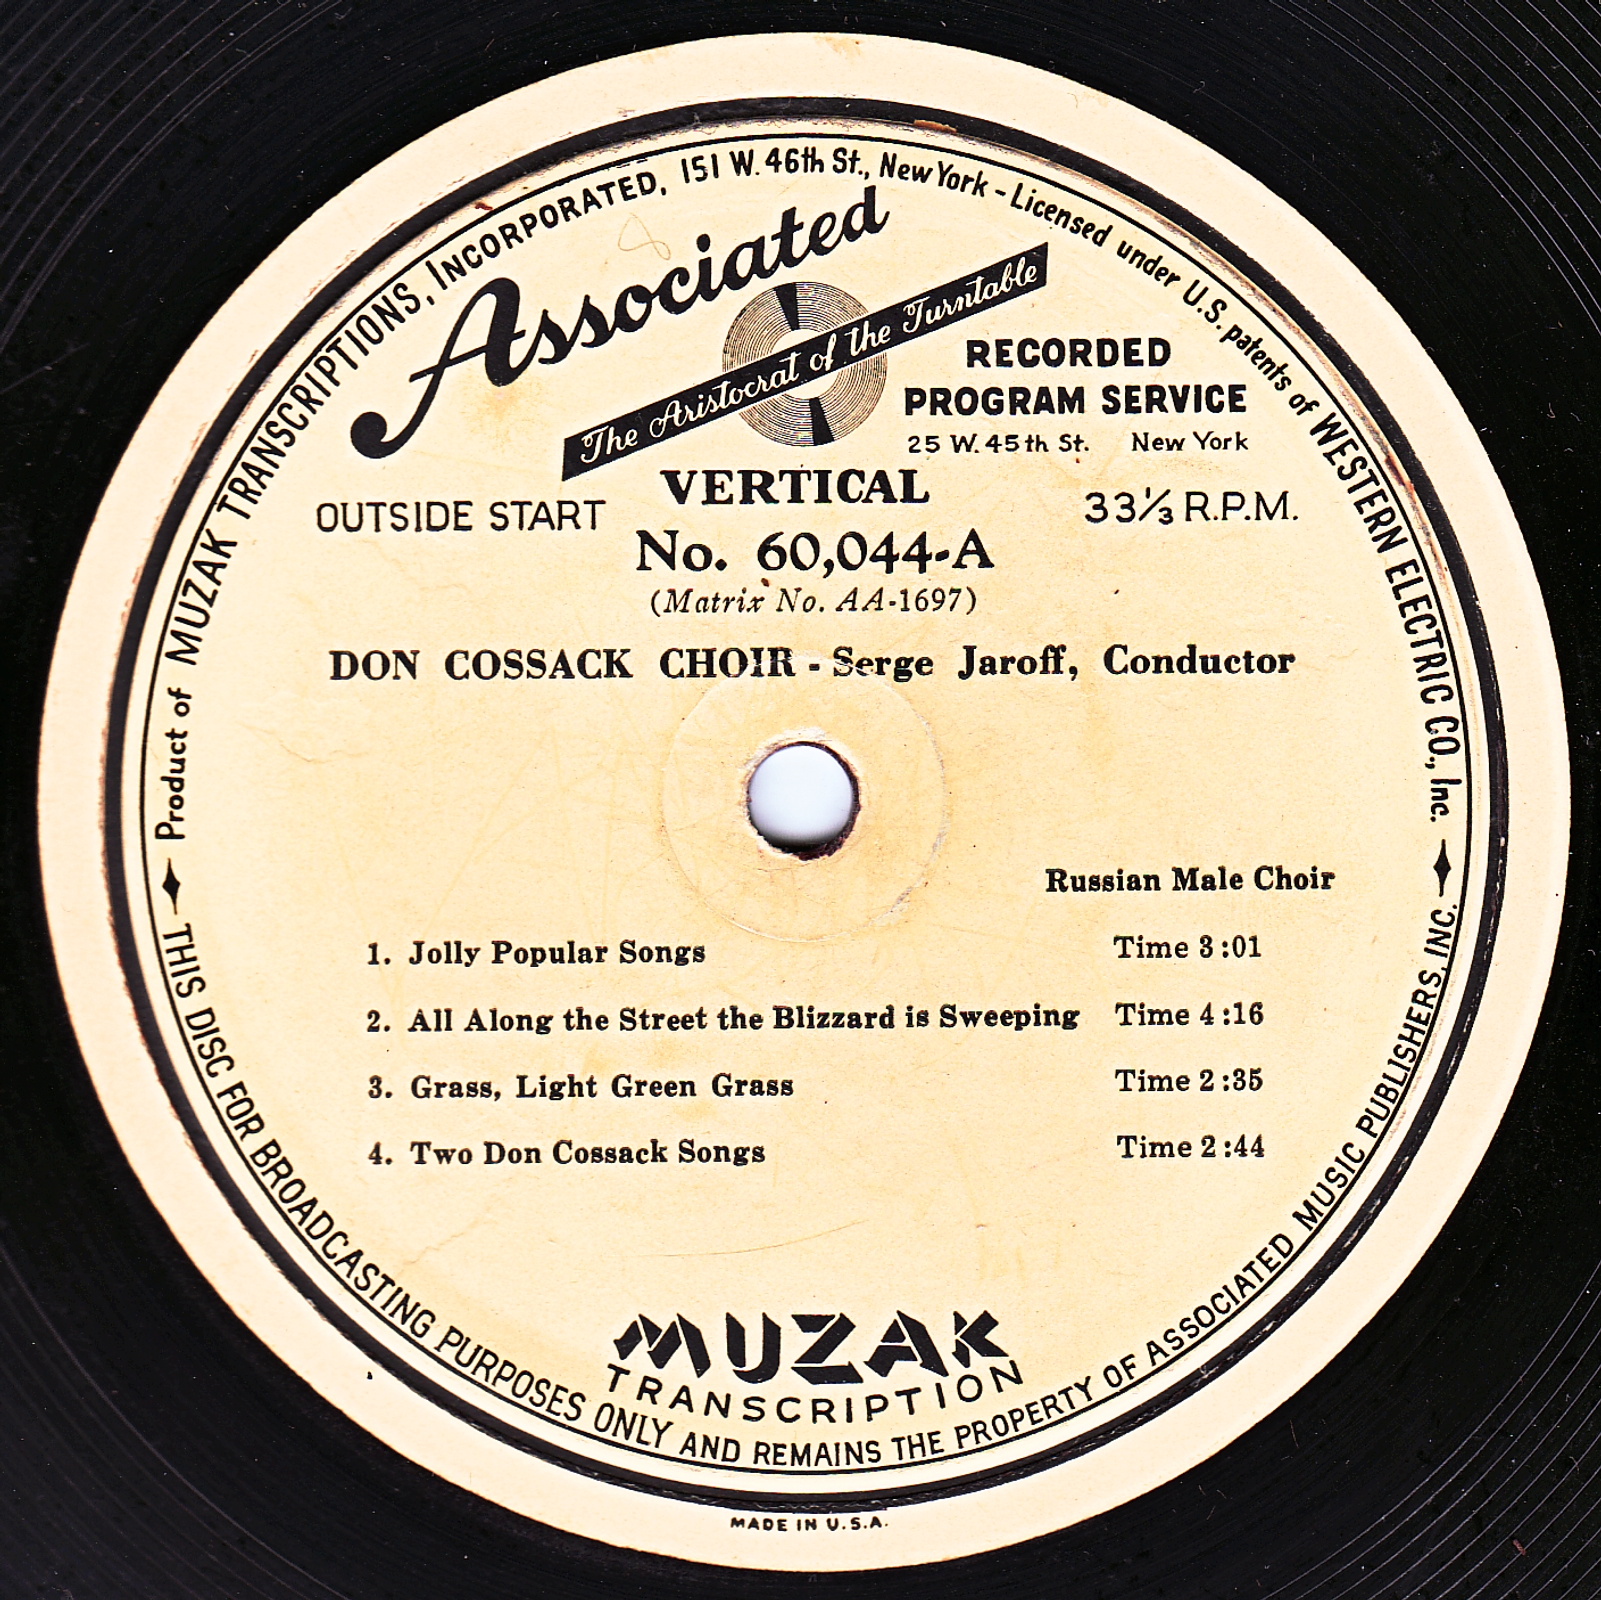 Product of MUZAK TRANSCRIPTIONS, INCORPORATED, 151 W. 46th St., New York - Licensed under U.S. patents of WESTERN ELECTRIC CO., Inc.
Associated
The Aristocrat of the Turntable
RECORDED
PROGRAM SERVICE
25 W. 45th St. New York
VERTICAL
OUTSIDE START
33⅓ R.P.M.
No. 60,044-A
(Matrix No. AA-1697)
DON COSSACK CHOIR - Serge Jaroff, Conductor
Russian Male Choir
1. Jolly Popular Songs Time 3:01
2. All Along the Street the Blizzard is Sweeping Time 4:16
3. Grass, Light Green Grass Time 2:35
4. Two Don Cossack Songs Time 2:44
MUZAK
TRANSCRIPTION
THIS DISC FOR BROADCASTING PURPOSES ONLY AND REMAINS THE PROPERTY OF ASSOCIATED MUSIC PUBLISHERS, INC.
MADE IN U.S.A.